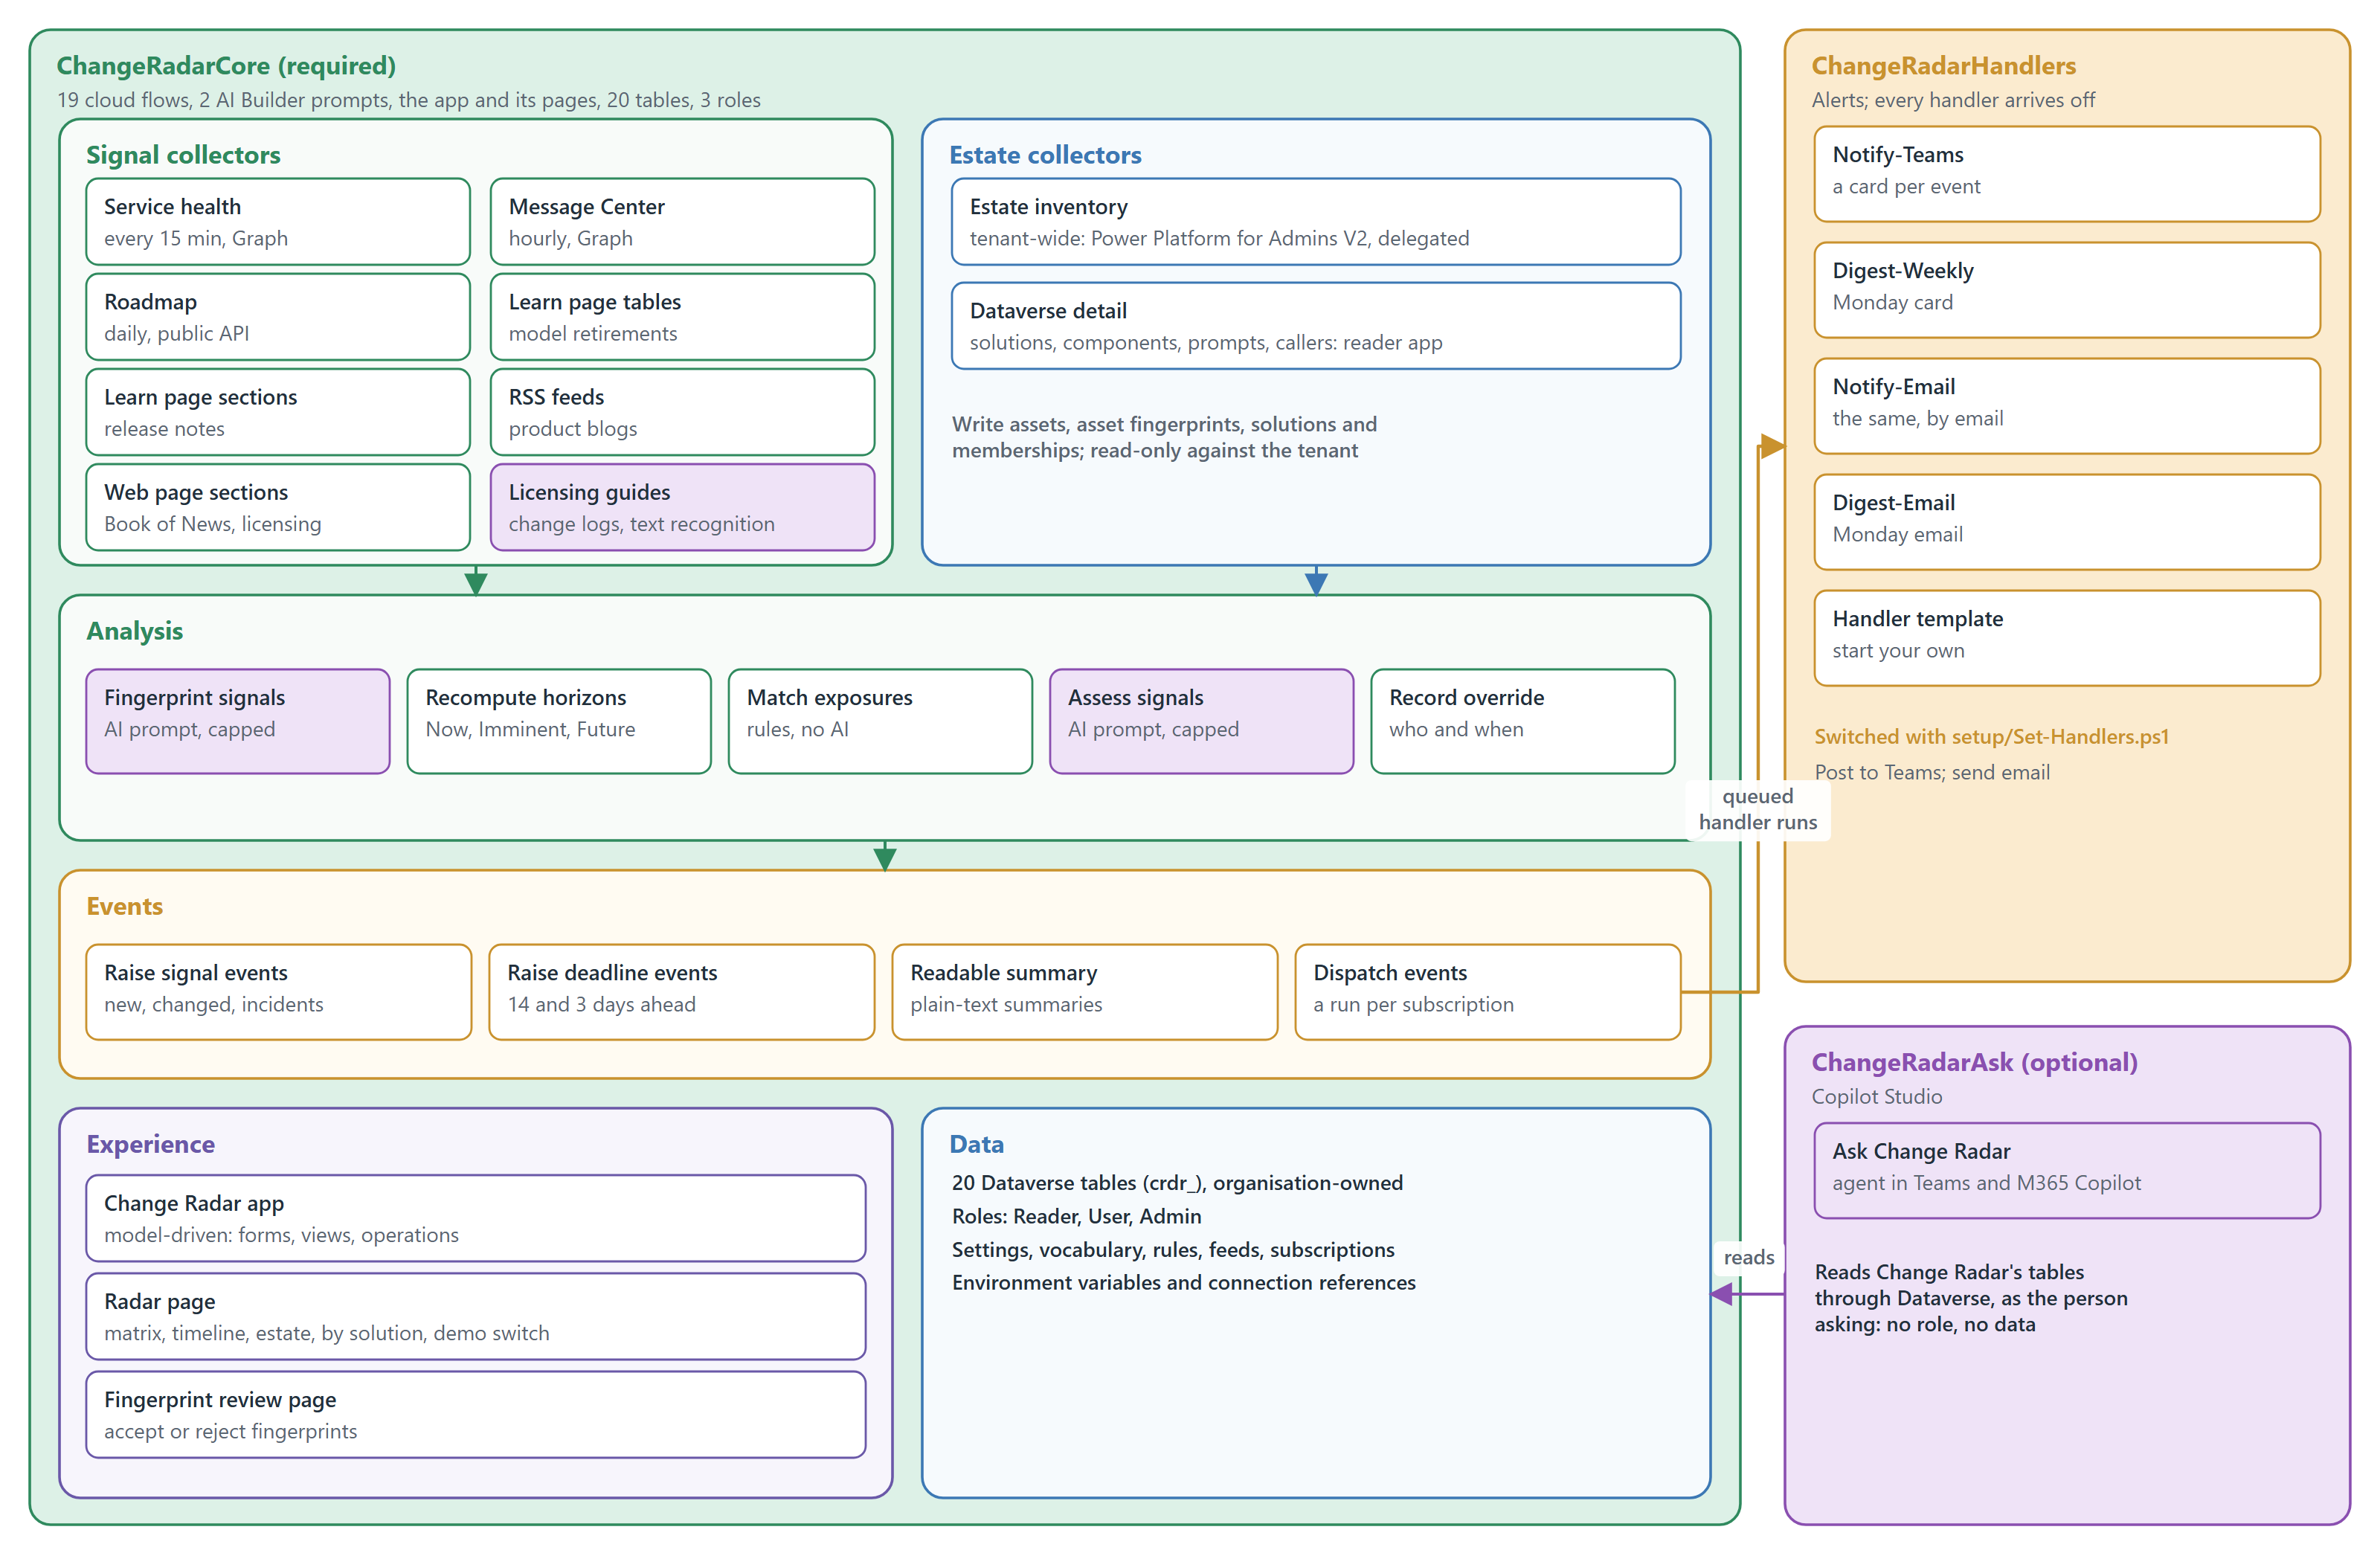 ChangeRadarCore (required)
19 cloud flows, 2 AI Builder prompts, the app and its pages, 20 tables, 3 roles
Signal collectors
Service health
every 15 min, Graph
Message Center
hourly, Graph
Roadmap
daily, public API
Learn page tables
model retirements
Learn page sections
release notes
RSS feeds
product blogs
Web page sections
Book of News, licensing
Licensing guides
change logs, text recognition
Estate collectors
Estate inventory
tenant-wide: Power Platform for Admins V2, delegated
Dataverse detail
solutions, components, prompts, callers: reader app
Write assets, asset fingerprints, solutions and
memberships; read-only against the tenant
Analysis
Fingerprint signals
AI prompt, capped
Recompute horizons
Now, Imminent, Future
Match exposures
rules, no AI
Assess signals
AI prompt, capped
Record override
who and when
Events
Raise signal events
new, changed, incidents
Raise deadline events
14 and 3 days ahead
Readable summary
plain-text summaries
Dispatch events
a run per subscription
Experience
Change Radar app
model-driven: forms, views, operations
Radar page
matrix, timeline, estate, by solution, demo switch
Fingerprint review page
accept or reject fingerprints
Data
20 Dataverse tables (crdr_), organisation-owned
Roles: Reader, User, Admin
Settings, vocabulary, rules, feeds, subscriptions
Environment variables and connection references
queued
handler runs
reads
ChangeRadarHandlers
Alerts; every handler arrives off
Notify-Teams
a card per event
Digest-Weekly
Monday card
Notify-Email
the same, by email
Digest-Email
Monday email
Handler template
start your own
Switched with setup/Set-Handlers.ps1
Post to Teams; send email
ChangeRadarAsk (optional)
Copilot Studio
Ask Change Radar
agent in Teams and M365 Copilot
Reads Change Radar's tables
through Dataverse, as the person
asking: no role, no data